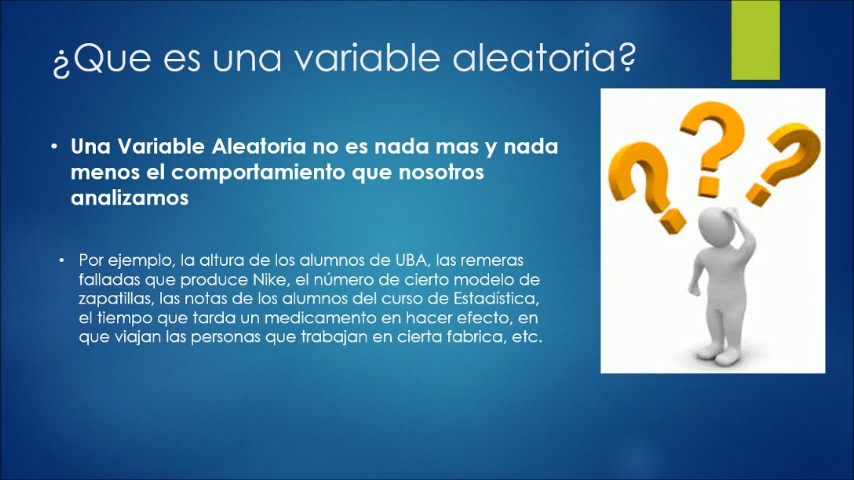 ¿Que es una variable aleatoria?
• Una Variable Aleatoria no es nada mas y nada
menos el comportamiento que nosotros
analizamos
• Por ejemplo, la altura de los alumnos de UBA, las remeras
falladas que produce Nike, el número de cierto modelo de
zapatillas, las notas de los alumnos del curso de Estadística,
el tiempo que tarda un medicamento en hacer efecto, en
que viajan las personas que trabajan en cierta fabrica, etc.